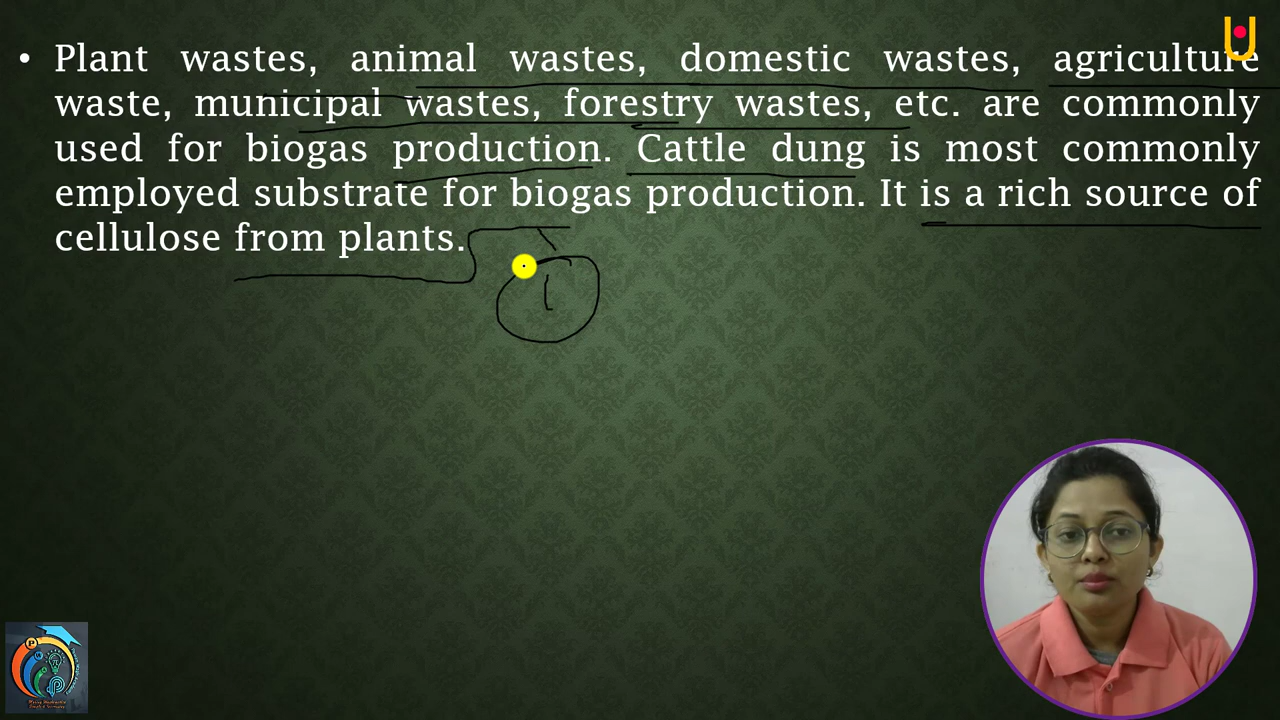 • Plant wastes, animal wastes, domestic wastes, agriculture
waste, municipal wastes, forestry wastes, etc. are commonly
used for biogas production. Cattle dung is most commonly
employed substrate for biogas production. It is a rich source of
cellulose from plants.